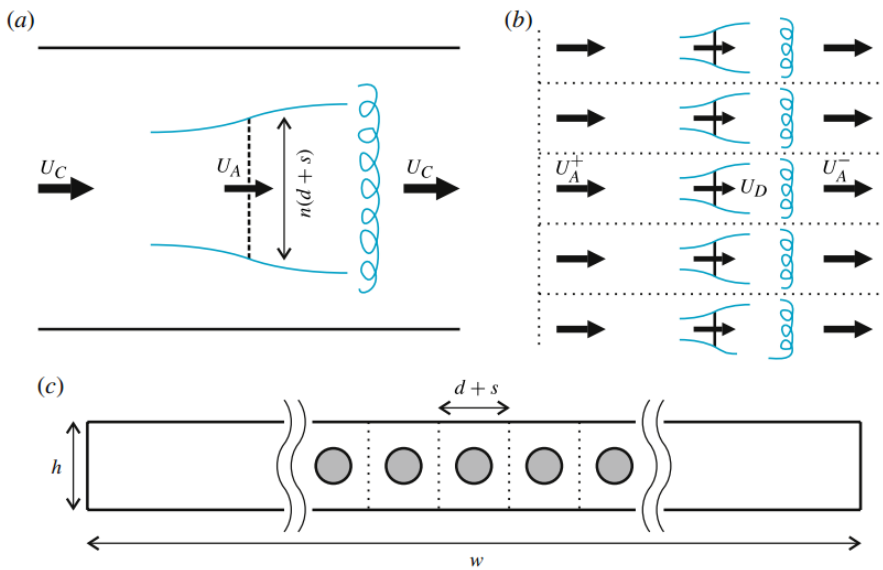 (a)
U_C
U_A
n(d + s)
U_C
(b)
U_A^+
U_D
U_A^-
(c)
d + s
h
w